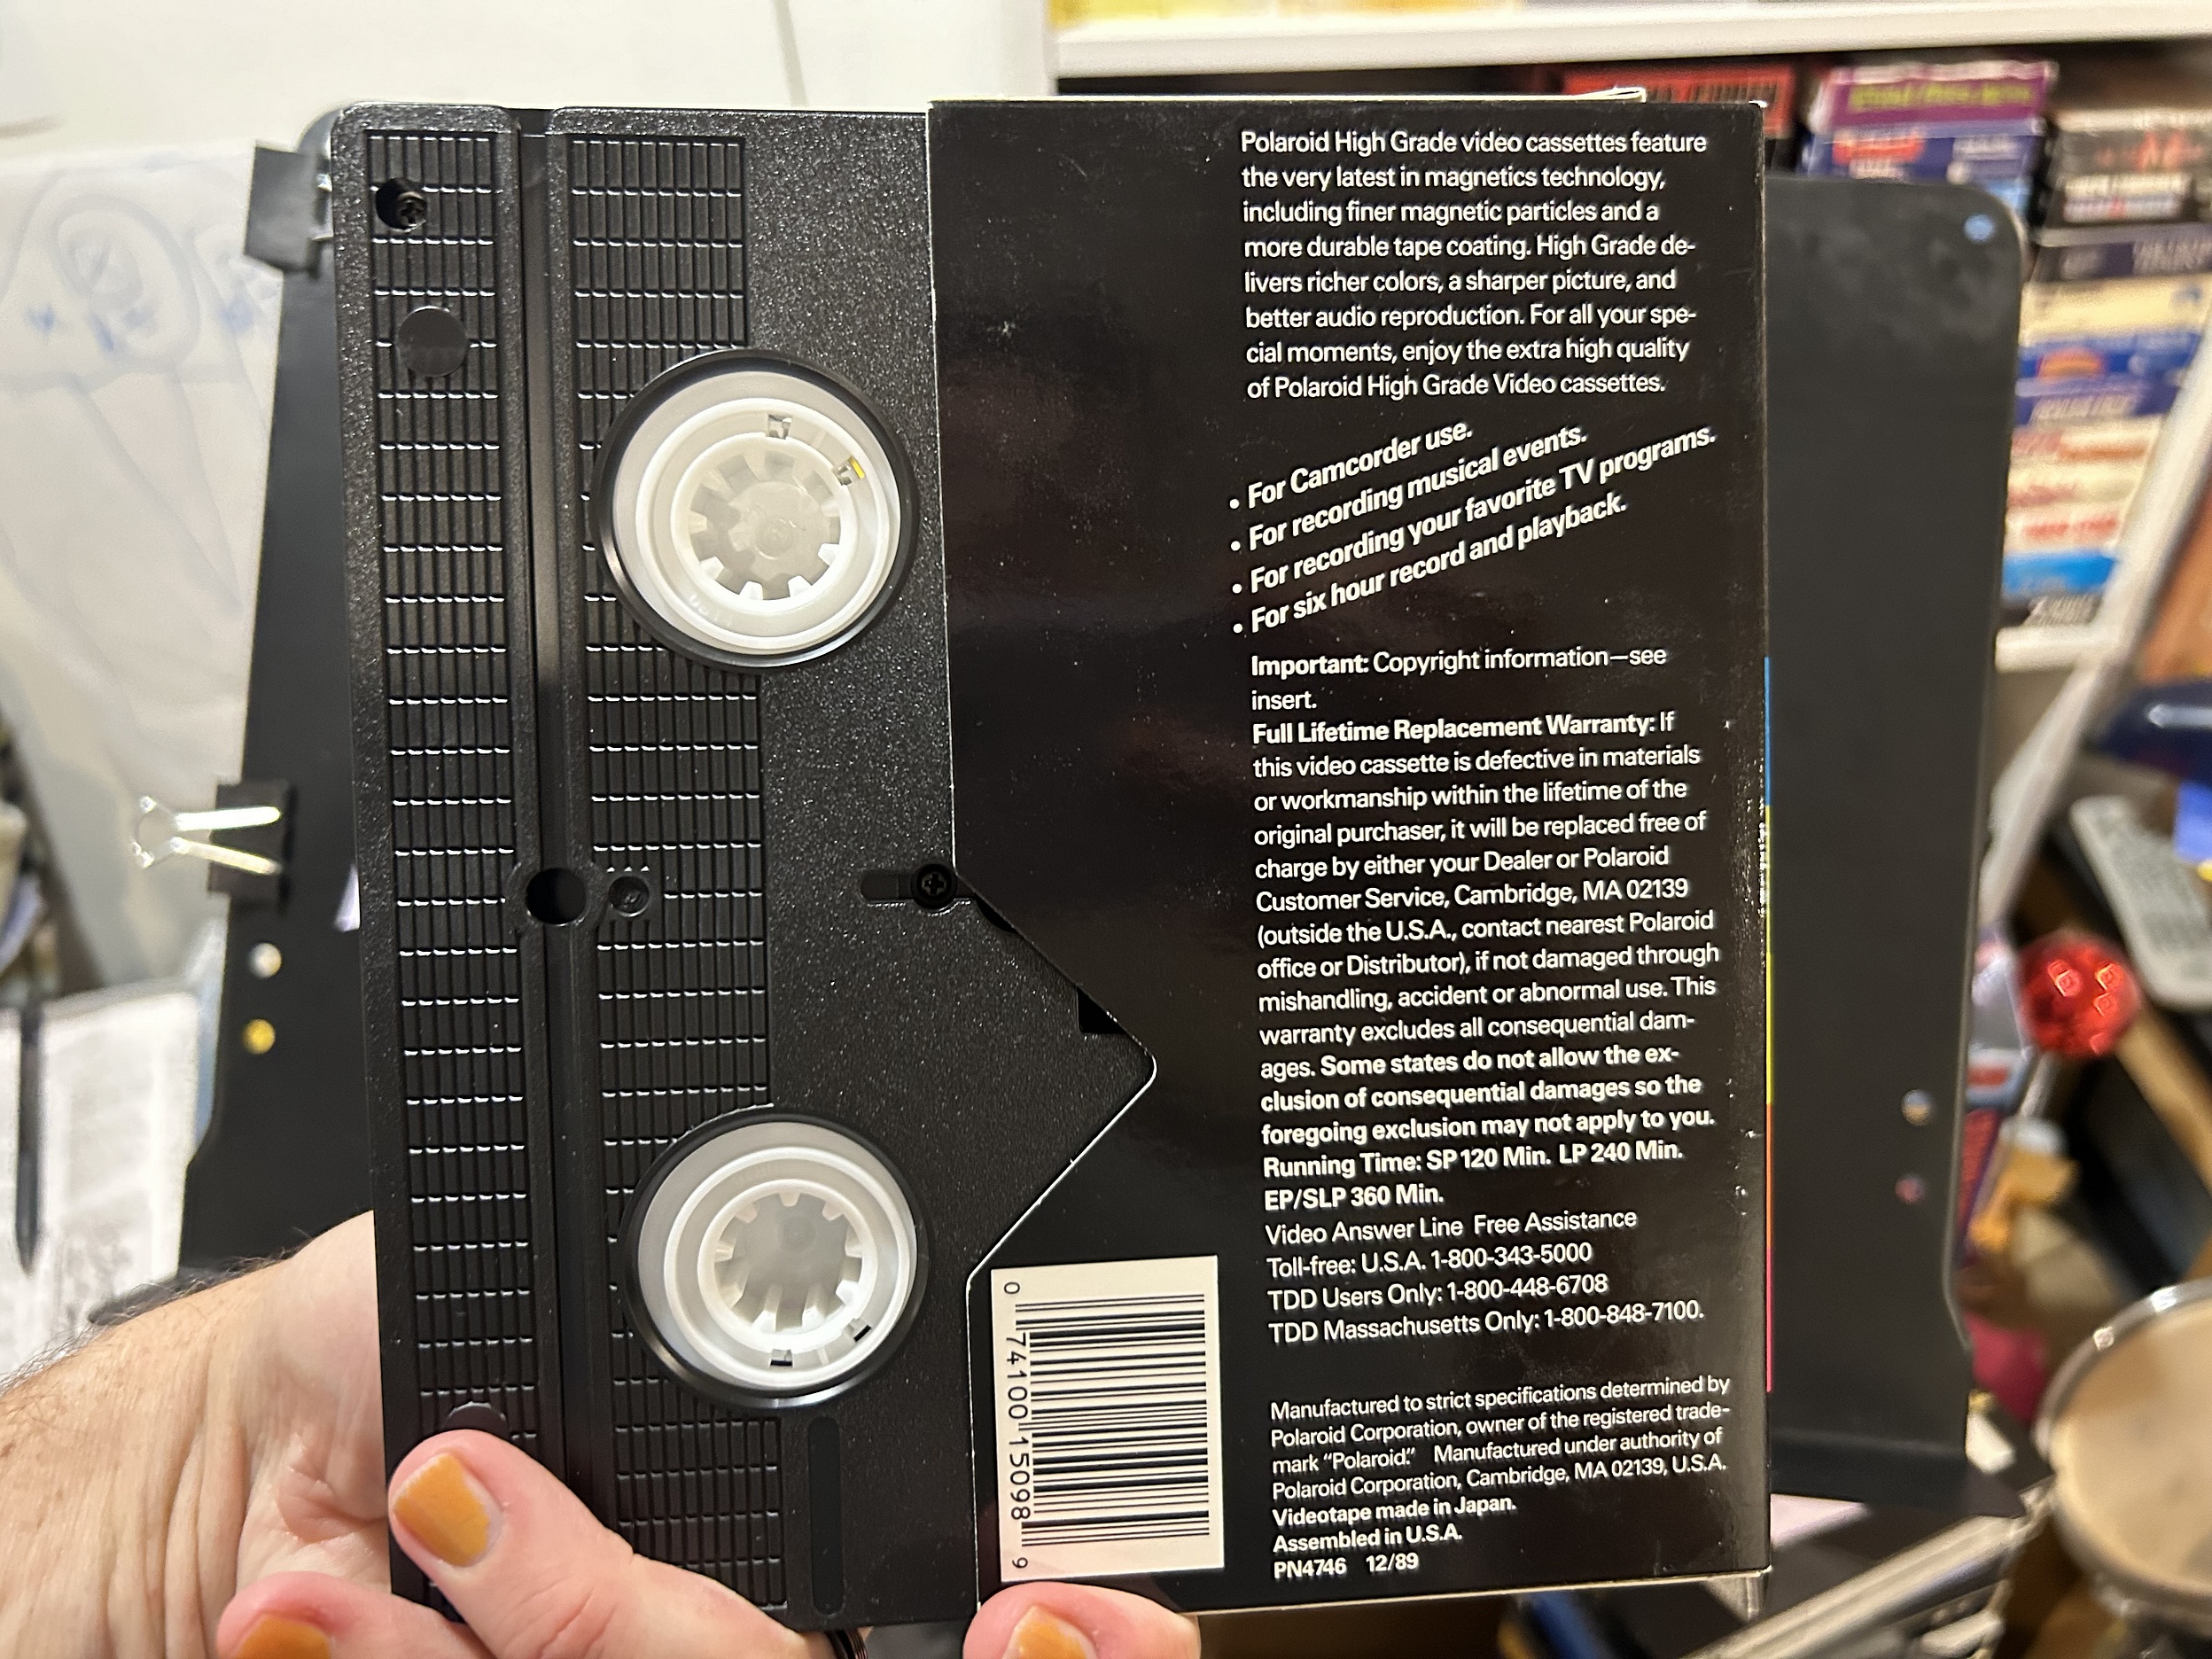 Polaroid High Grade video cassettes feature
the very latest in magnetics technology,
including finer magnetic particles and a
more durable tape coating. High Grade de-
livers richer colors, a sharper picture, and
better audio reproduction. For all your spe-
cial moments, enjoy the extra high quality
of Polaroid High Grade Video cassettes.
• For Camcorder use.
• For recording musical events.
• For recording your favorite TV programs.
• For six hour record and playback.
Important: Copyright information—see
insert.
Full Lifetime Replacement Warranty: If
this video cassette is defective in materials
or workmanship within the lifetime of the
original purchaser, it will be replaced free of
charge by either your Dealer or Polaroid
Customer Service, Cambridge, MA 02139
(outside the U.S.A., contact nearest Polaroid
office or Distributor), if not damaged through
mishandling, accident or abnormal use. This
warranty excludes all consequential dam-
ages. Some states do not allow the ex-
clusion of consequential damages so the
foregoing exclusion may not apply to you.
Running Time: SP 120 Min. LP 240 Min.
EP/SLP 360 Min.
Video Answer Line Free Assistance
Toll-free: U.S.A. 1-800-343-5000
TDD Users Only: 1-800-448-6708
TDD Massachusetts Only: 1-800-848-7100.
Manufactured to strict specifications determined by
Polaroid Corporation, owner of the registered trade-
mark “Polaroid.” Manufactured under authority of
Polaroid Corporation, Cambridge, MA 02139, U.S.A.
Videotape made in Japan.
Assembled in U.S.A.
PN4746 12/89
0 74100 15098 9